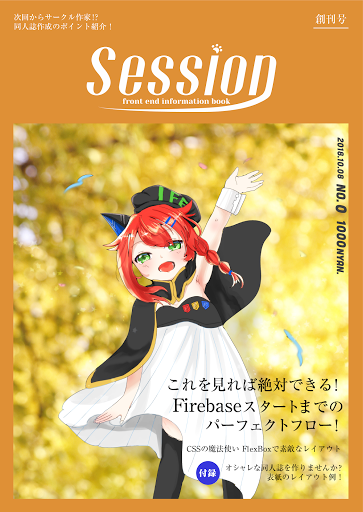 次回からサークル作家!?
同人誌作成のポイント紹介！
創刊号
Session
front end information book
2018.10.08 NO. 0 1000NYAN.
これを見れば絶対できる！
Firebaseスタートまでの
パーフェクトフロー！
CSSの魔法使い FlexBoxで素敵なレイアウト
付録
オシャレな同人誌を作りませんか?
表紙のレイアウト例！